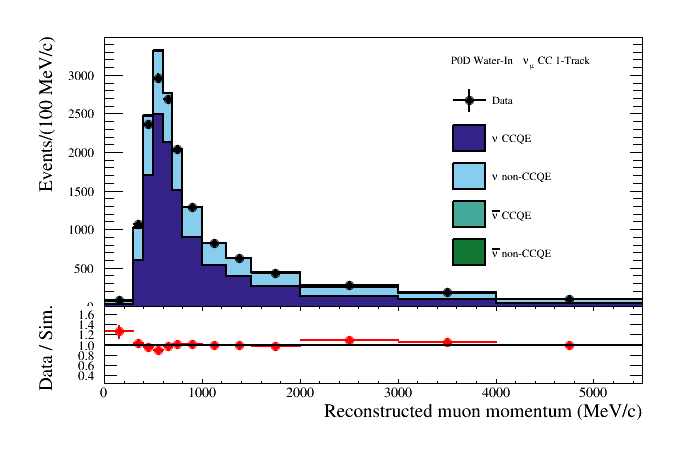 Events/(100 MeV/c)
3000
2500
2000
1500
1000
500
0
P0D Water-In ν_μ CC 1-Track
Data
ν CCQE
ν non-CCQE
ν̅ CCQE
ν̅ non-CCQE
Data / Sim.
1.6
1.4
1.2
1.0
0.8
0.6
0.4
0 1000 2000 3000 4000 5000
Reconstructed muon momentum (MeV/c)